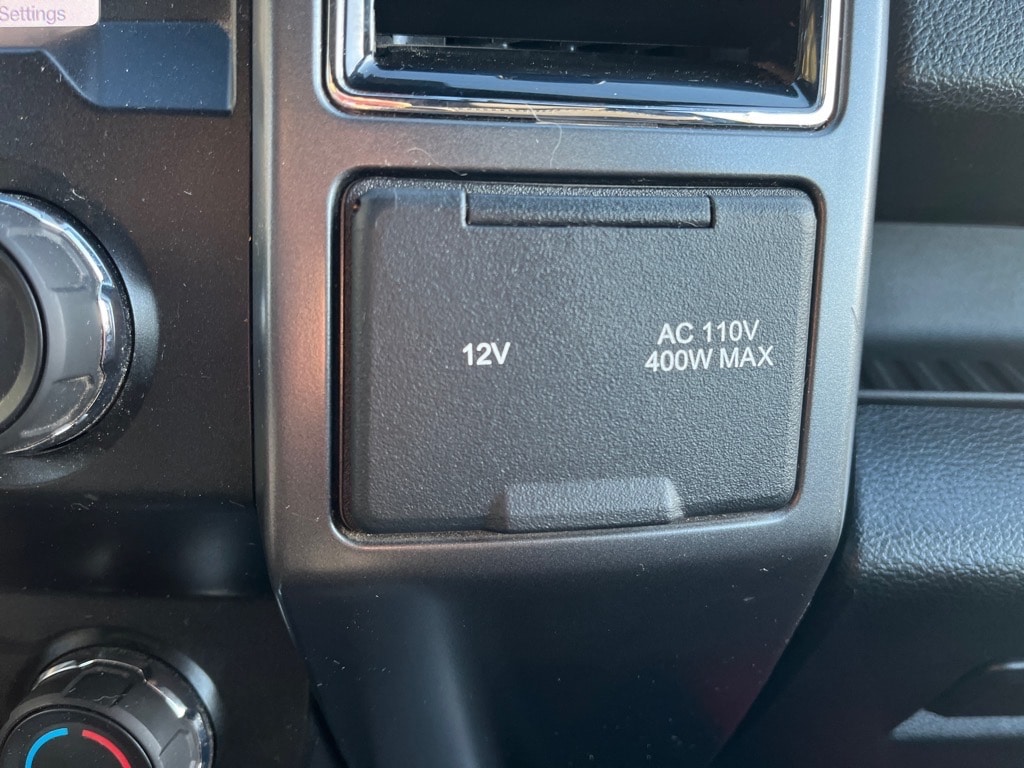 Settings
12V
AC 110V
400W MAX